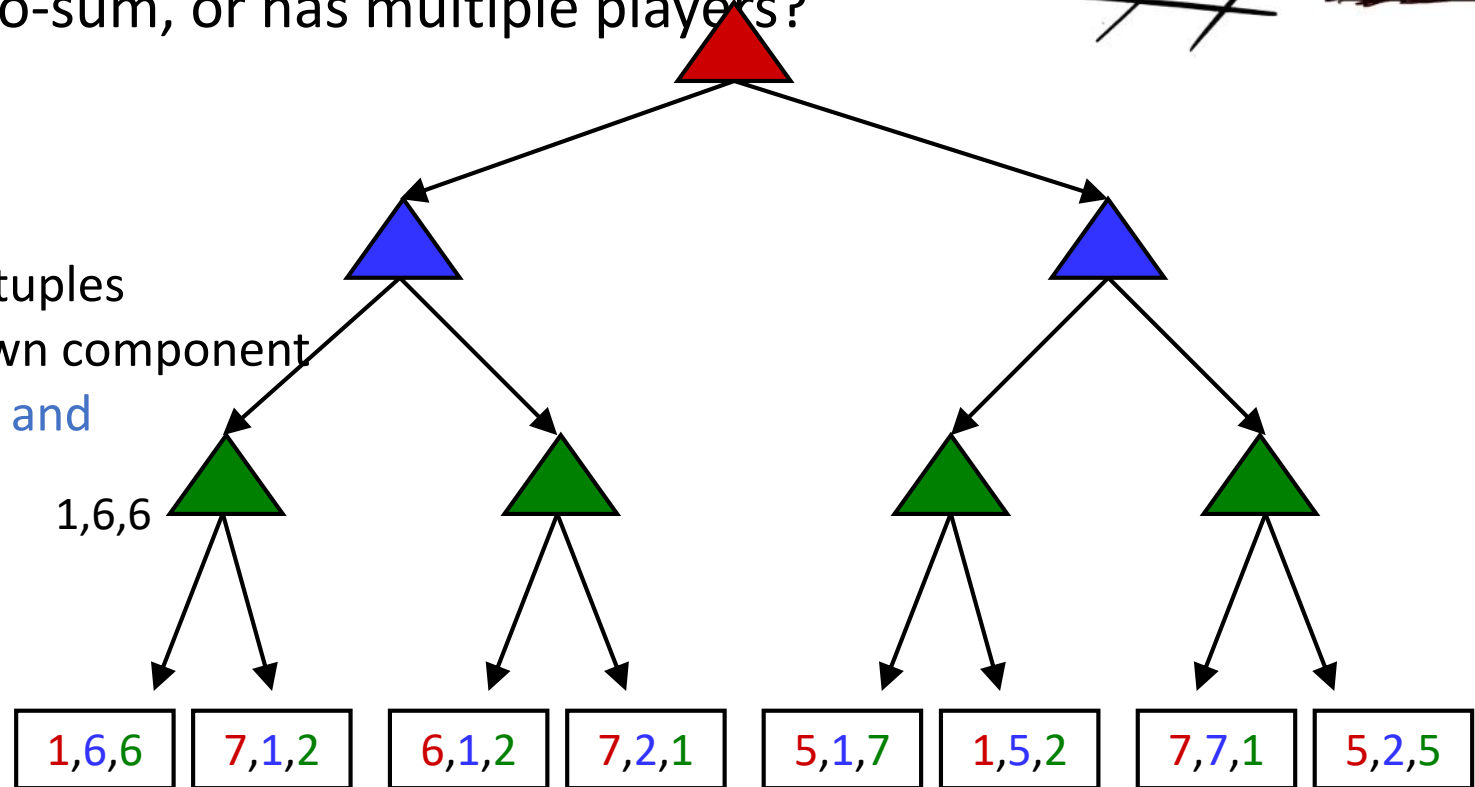 o-sum, or has multiple players?
tuples
wn component
and
1,6,6
1,6,6 7,1,2 6,1,2 7,2,1 5,1,7 1,5,2 7,7,1 5,2,5